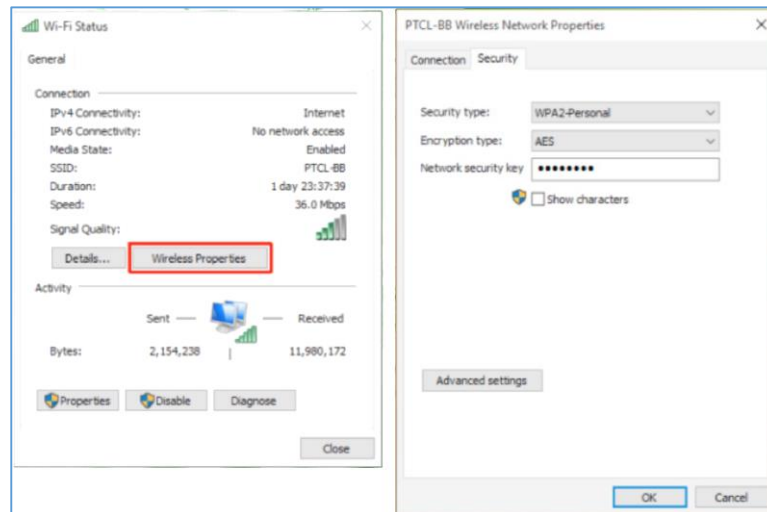 Wi-Fi Status
General
Connection
IPv4 Connectivity: Internet
IPv6 Connectivity: No network access
Media State: Enabled
SSID: PTCL-BB
Duration: 1 day 23:37:39
Speed: 36.0 Mbps
Signal Quality:
Details... Wireless Properties
Activity
Sent Received
Bytes: 2,154,238 11,980,172
Properties Disable Diagnose
Close
PTCL-BB Wireless Network Properties
Connection Security
Security type: WPA2-Personal
Encryption type: AES
Network security key ••••••••
Show characters
Advanced settings
OK Cancel